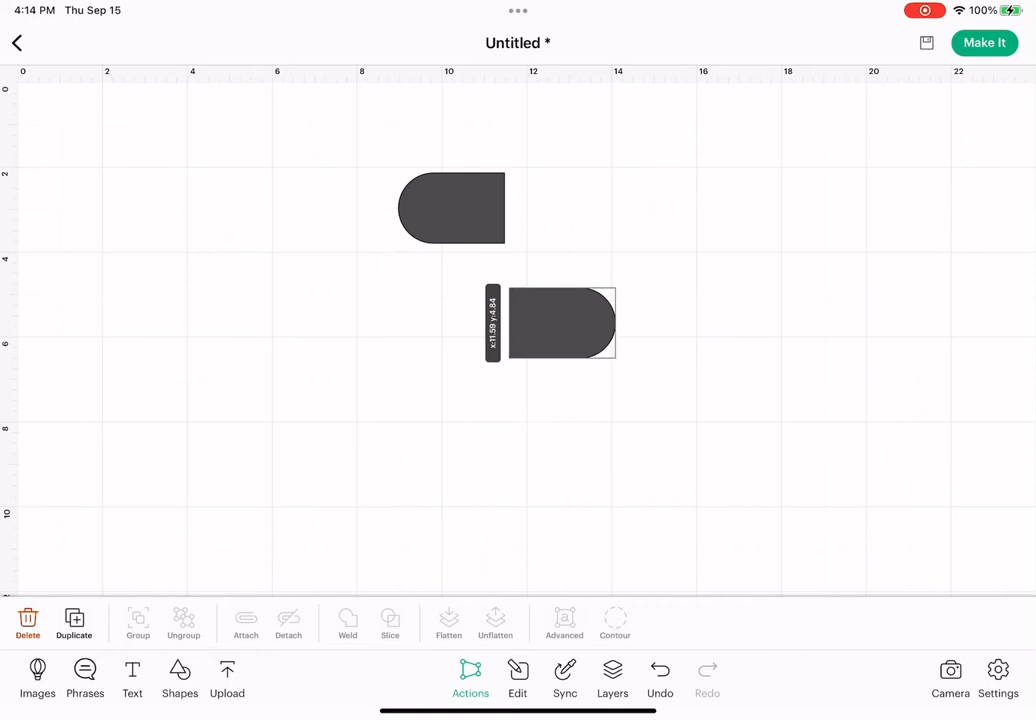 4:14 PM Thu Sep 15
100%
Untitled *
Make It
0 2 4 6 8 10 12 14 16 18 20 22
0
2
4
6
8
10
x:11.59 y:4.84
Delete Duplicate Group Ungroup Attach Detach Weld Slice Flatten Unflatten Advanced Contour
Images Phrases Text Shapes Upload Actions Edit Sync Layers Undo Redo Camera Settings